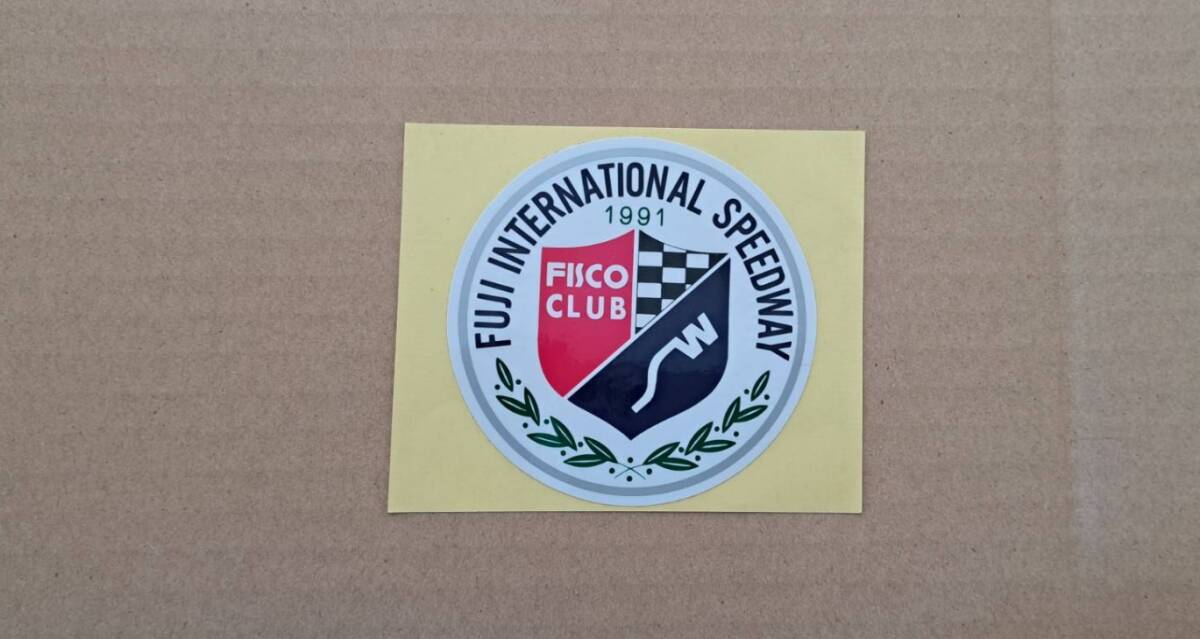 FUJI INTERNATIONAL SPEEDWAY
1991
FISCO
CLUB